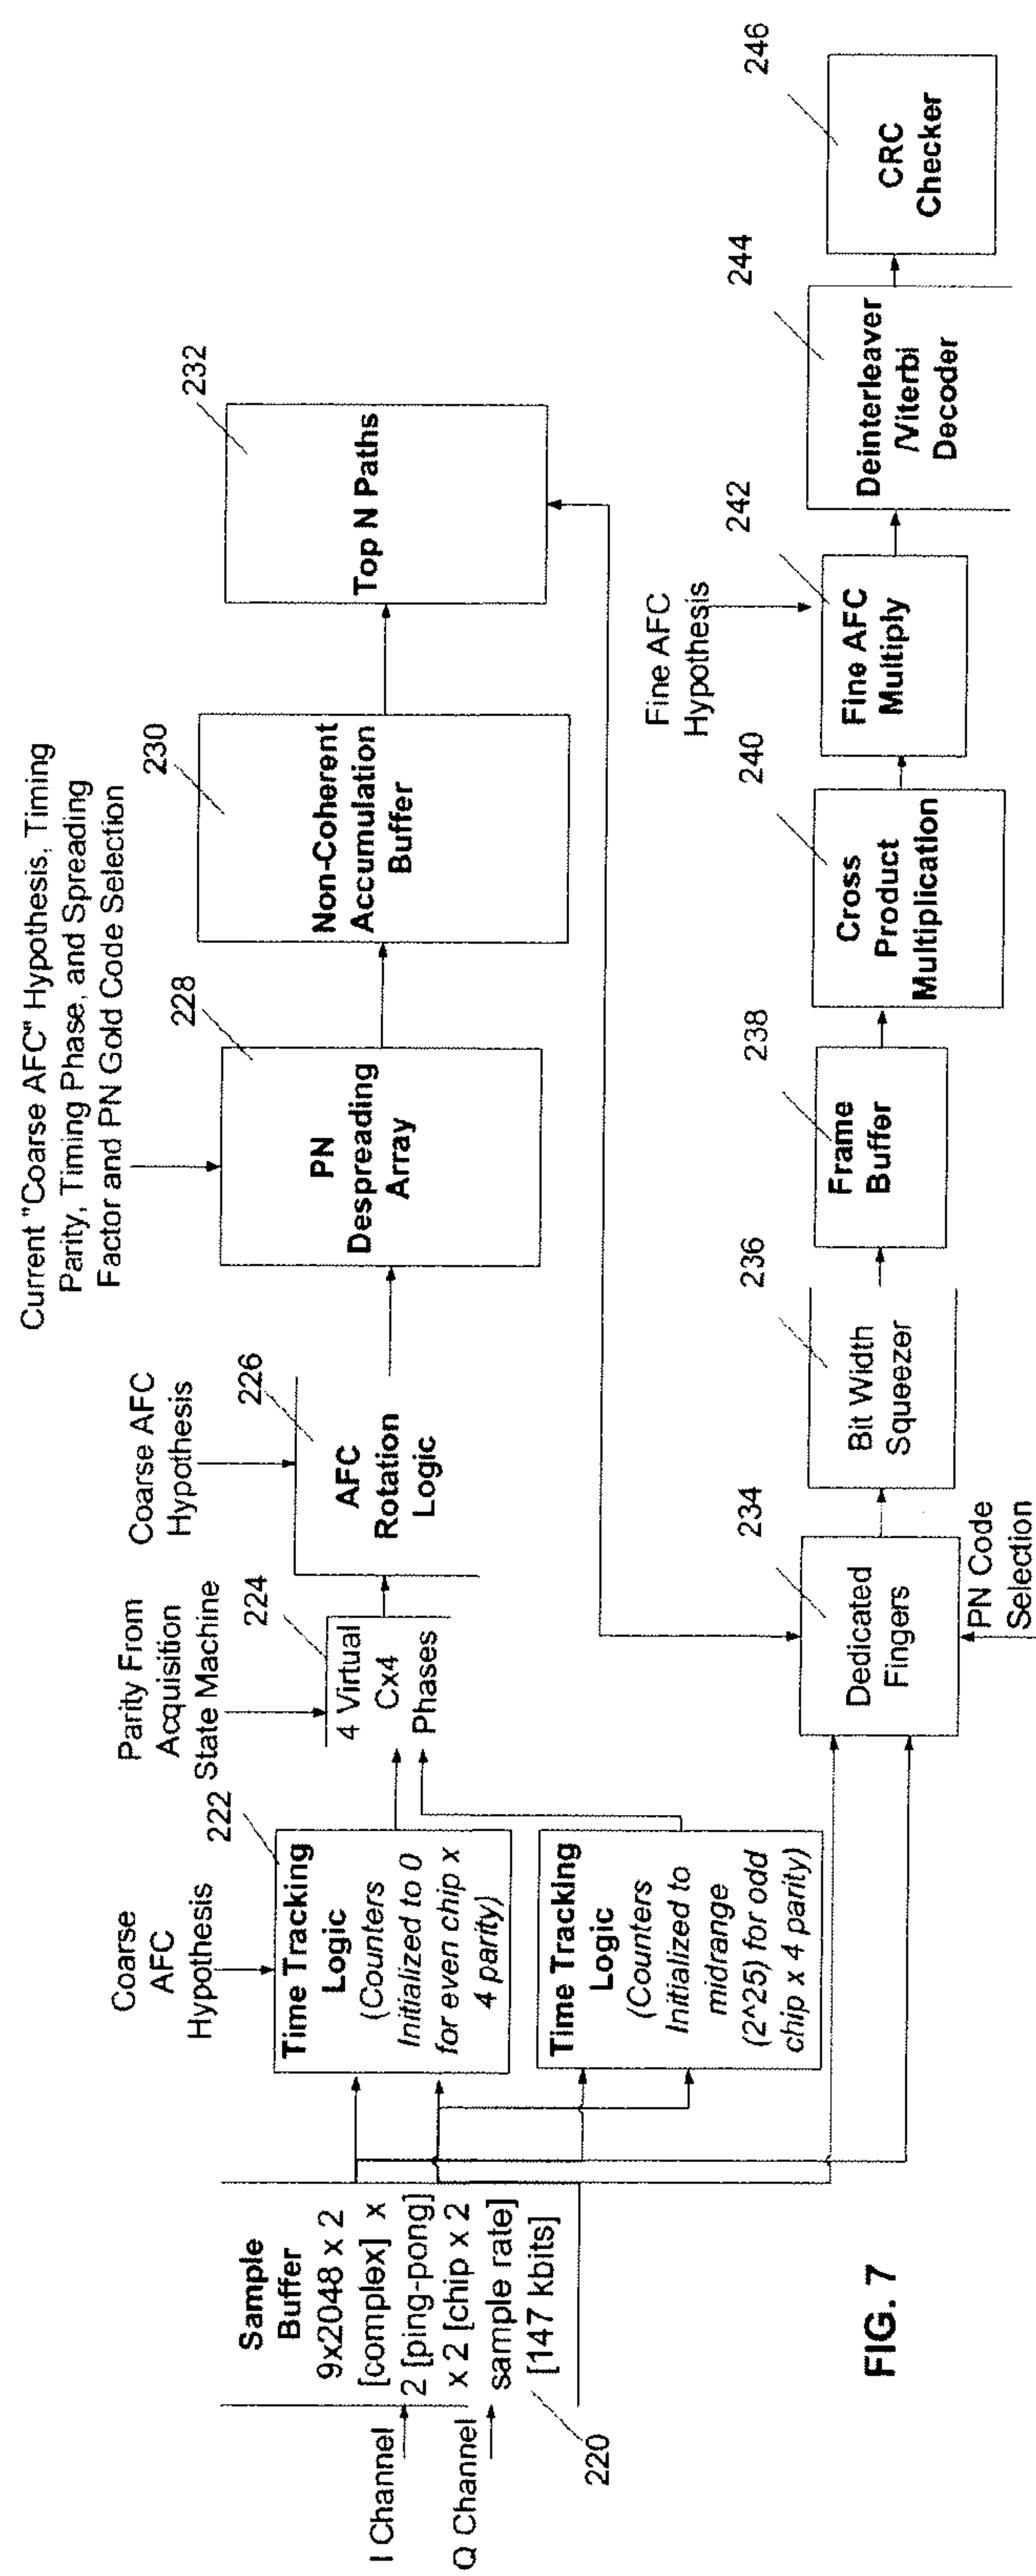 Current "Coarse AFC" Hypothesis, Timing
Parity, Timing Phase, and Spreading
Factor and PN Gold Code Selection
Coarse AFC
Hypothesis
Parity From
Acquisition
State Machine
Coarse
AFC
Hypothesis
222
224
226
228
230
232
I Channel
Q Channel
Sample
Buffer
9x2048 x 2
[complex] x
2 [ping-pong]
x 2 [chip x 2
sample rate]
[147 kbits]
220
Time Tracking
Logic
(Counters
Initialized to 0
for even chip x
4 parity)
Time Tracking
Logic
(Counters
Initialized to
midrange
(2^25) for odd
chip x 4 parity)
4 Virtual
Cx4
Phases
AFC
Rotation
Logic
PN
Despreading
Array
Non-Coherent
Accumulation
Buffer
Top N Paths
Fine AFC
Hypothesis
234
236
238
240
242
244
246
Dedicated
Fingers
PN Code
Selection
Bit Width
Squeezer
Frame
Buffer
Cross
Product
Multiplication
Fine AFC
Multiply
Deinterleaver
/Viterbi
Decoder
CRC
Checker
FIG. 7